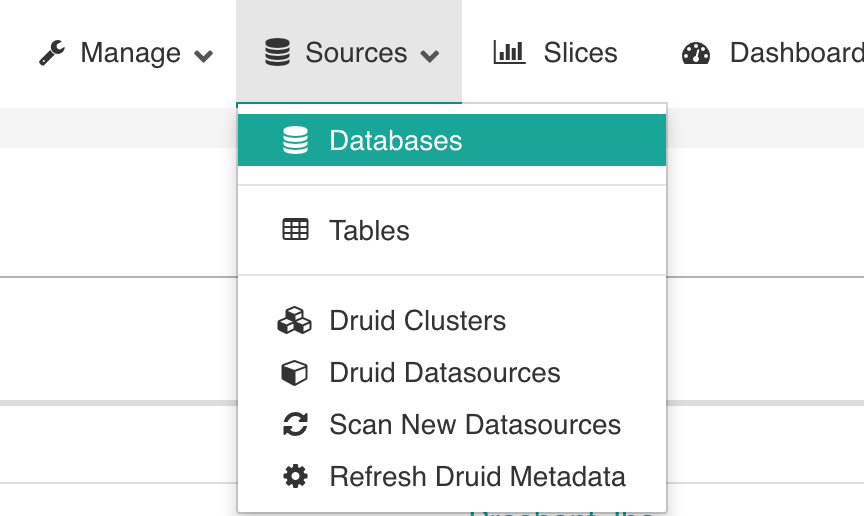 Manage Sources Slices Dashboard
Databases
Tables
Druid Clusters
Druid Datasources
Scan New Datasources
Refresh Druid Metadata